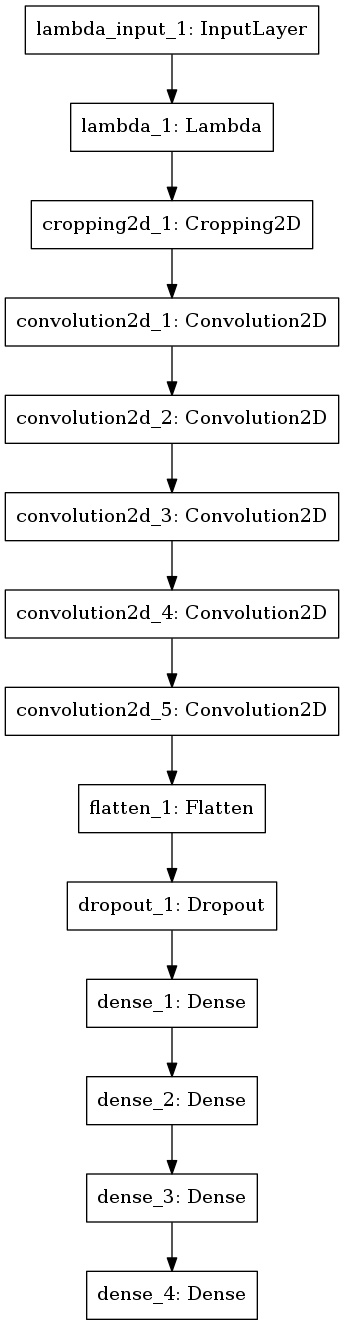 lambda_input_1: InputLayer
lambda_1: Lambda
cropping2d_1: Cropping2D
convolution2d_1: Convolution2D
convolution2d_2: Convolution2D
convolution2d_3: Convolution2D
convolution2d_4: Convolution2D
convolution2d_5: Convolution2D
flatten_1: Flatten
dropout_1: Dropout
dense_1: Dense
dense_2: Dense
dense_3: Dense
dense_4: Dense